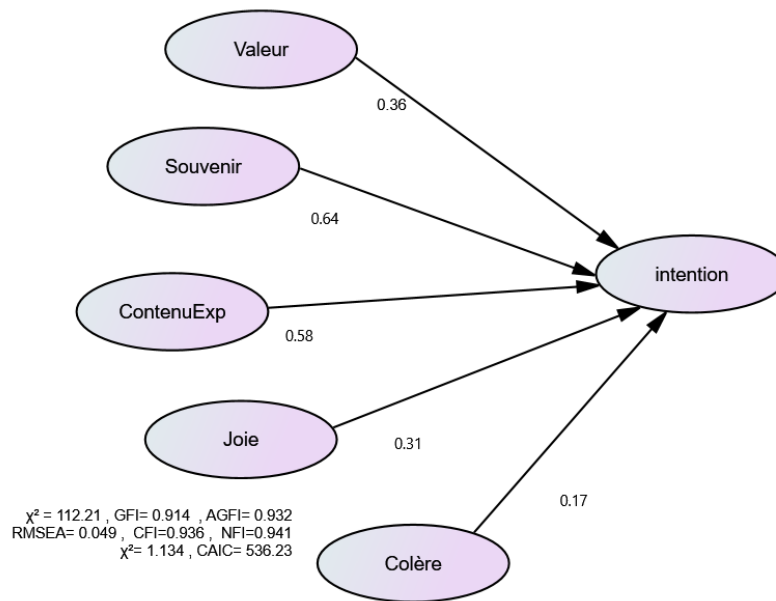 Valeur
0.36
Souvenir
0.64
intention
ContenuExp
0.58
Joie
0.31
0.17
χ² = 112.21 , GFI= 0.914 , AGFI= 0.932
RMSEA= 0.049 , CFI=0.936 , NFI=0.941
χ²= 1.134 , CAIC= 536.23
Colère